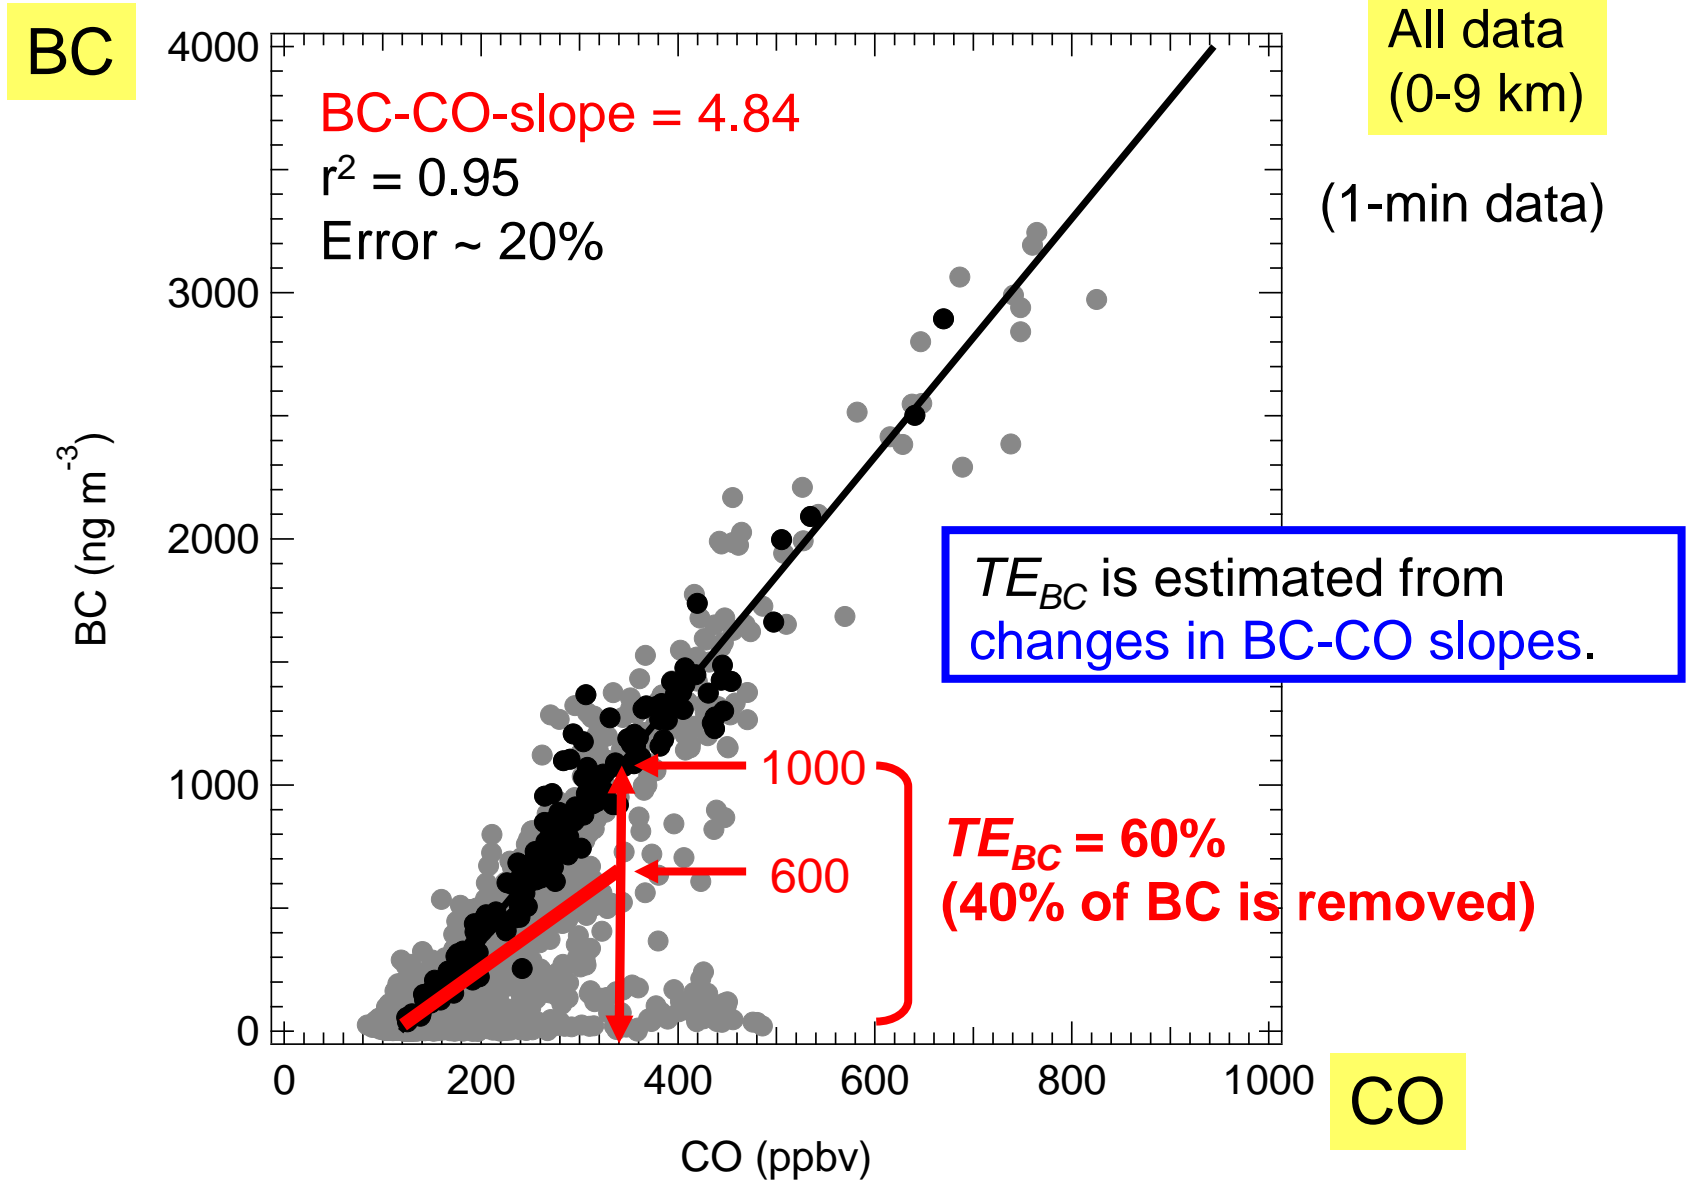 BC
All data
(0-9 km)
(1-min data)
BC-CO-slope = 4.84
r² = 0.95
Error ~ 20%
4000
3000
2000
1000
0
BC (ng m⁻³)
TE_BC is estimated from
changes in BC-CO slopes.
1000
600
TE_BC = 60%
(40% of BC is removed)
0
200
400
600
800
1000
CO (ppbv)
CO